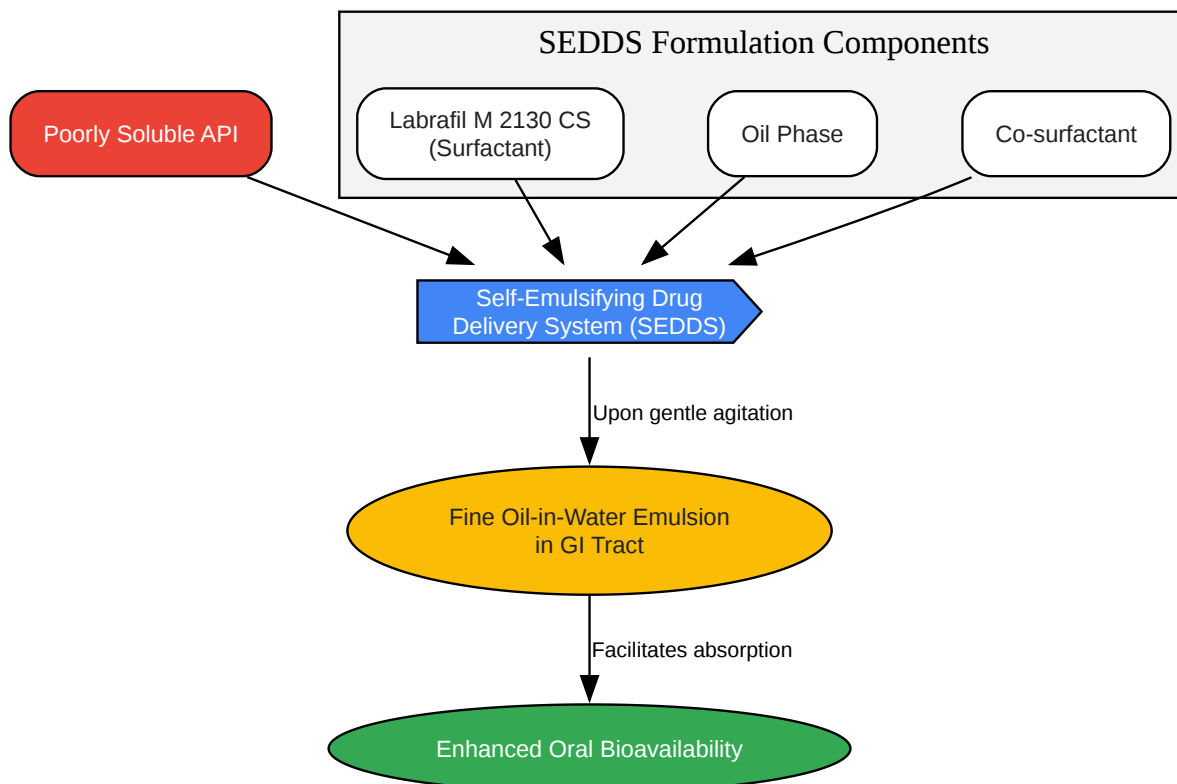 SEDDS Formulation Components
Poorly Soluble API
Labrafil M 2130 CS
(Surfactant)
Oil Phase
Co-surfactant
Self-Emulsifying Drug
Delivery System (SEDDS)
Upon gentle agitation
Fine Oil-in-Water Emulsion
in GI Tract
Facilitates absorption
Enhanced Oral Bioavailability